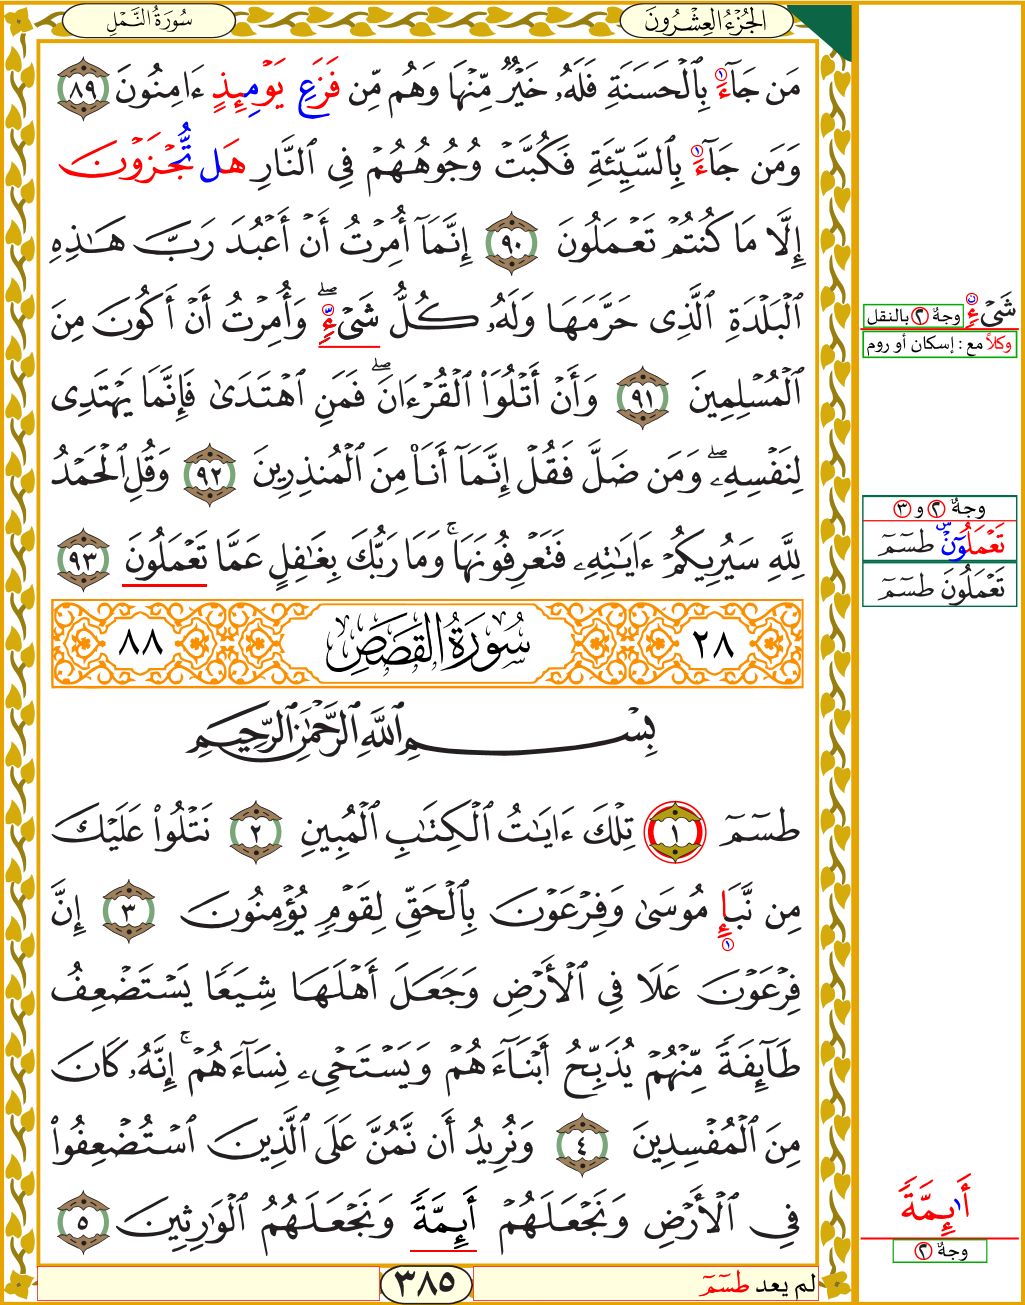 الجُزْءُ العِشْرُونَ
سُورَةُ النَّمْلِ
مَن جَآءَ بِٱلْحَسَنَةِ فَلَهُۥ خَيْرٌ مِّنْهَا وَهُم مِّن فَزَعِ يَوْمِئِذٍ ءَامِنُونَ ٨٩
وَمَن جَآءَ بِٱلسَّيِّئَةِ فَكُبَّتْ وُجُوهُهُمْ فِى ٱلنَّارِ هَل تُّجْزَوْنَ
إِلَّا مَا كُنتُمْ تَعْمَلُونَ ٩٠ إِنَّمَآ أُمِرْتُ أَنْ أَعْبُدَ رَبَّ هَـٰذِهِ
ٱلْبَلْدَةِ ٱلَّذِى حَرَّمَهَا وَلَهُۥ كُلُّ شَىْءٍۖ وَأُمِرْتُ أَنْ أَكُونَ مِنَ
ٱلْمُسْلِمِينَ ٩١ وَأَنْ أَتْلُوَا۟ ٱلْقُرْءَانَۖ فَمَنِ ٱهْتَدَىٰ فَإِنَّمَا يَهْتَدِى
لِنَفْسِهِۦۖ وَمَن ضَلَّ فَقُلْ إِنَّمَآ أَنَا۠ مِنَ ٱلْمُنذِرِينَ ٩٢ وَقُلِ ٱلْحَمْدُ
لِلَّهِ سَيُرِيكُمْ ءَايَـٰتِهِۦ فَتَعْرِفُونَهَاۚ وَمَا رَبُّكَ بِغَـٰفِلٍ عَمَّا تَعْمَلُونَ ٩٣
٢٨ سُورَةُ القَصَصِ ٨٨
بِسْمِ ٱللَّهِ ٱلرَّحْمَـٰنِ ٱلرَّحِيمِ
طسٓمٓ ١ تِلْكَ ءَايَـٰتُ ٱلْكِتَـٰبِ ٱلْمُبِينِ ٢ نَتْلُوا۟ عَلَيْكَ
مِن نَّبَإِ مُوسَىٰ وَفِرْعَوْنَ بِٱلْحَقِّ لِقَوْمٍ يُؤْمِنُونَ ٣ إِنَّ
فِرْعَوْنَ عَلَا فِى ٱلْأَرْضِ وَجَعَلَ أَهْلَهَا شِيَعًا يَسْتَضْعِفُ
طَآئِفَةً مِّنْهُمْ يُذَبِّحُ أَبْنَآءَهُمْ وَيَسْتَحْىِۦ نِسَآءَهُمْۚ إِنَّهُۥ كَانَ
مِنَ ٱلْمُفْسِدِينَ ٤ وَنُرِيدُ أَن نَّمُنَّ عَلَى ٱلَّذِينَ ٱسْتُضْعِفُوا۟
فِى ٱلْأَرْضِ وَنَجْعَلَهُمْ أَئِمَّةً وَنَجْعَلَهُمُ ٱلْوَٰرِثِينَ ٥
لم يعد طسٓمٓ
٣٨٥
شَىْءٍ وجهٌ ٢ بالنقل
وكلاً مع : إسكان أو روم
وجهٌ ٢ و ٣
تَعْمَلُونَ طسٓمٓ
تَعْمَلُونَ طسٓمٓ
أَـٰئِمَّةً
وجهٌ ٢